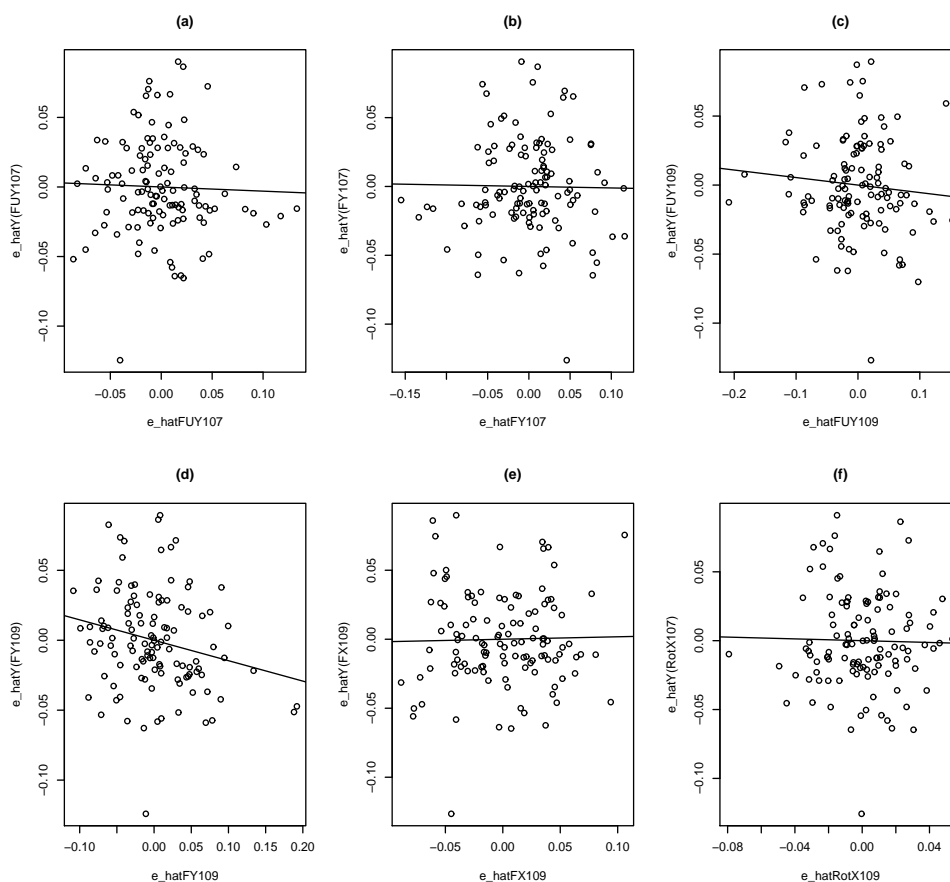 (a)
e_hatY(FUY107)
0.05
0.00
−0.05
−0.10
−0.05
0.00
0.05
0.10
e_hatFUY107
(b)
e_hatY(FY107)
0.05
0.00
−0.05
−0.10
−0.15
−0.05
0.00
0.05
0.10
e_hatFY107
(c)
e_hatY(FUY109)
0.05
0.00
−0.05
−0.10
−0.2
−0.1
0.0
0.1
e_hatFUY109
(d)
e_hatY(FY109)
0.05
0.00
−0.05
−0.10
−0.10
0.00
0.05
0.10
0.15
0.20
e_hatFY109
(e)
e_hatY(FX109)
0.05
0.00
−0.05
−0.10
−0.05
0.00
0.05
0.10
e_hatFX109
(f)
e_hatY(RotX107)
0.05
0.00
−0.05
−0.10
−0.08
−0.04
0.00
0.04
e_hatRotX109